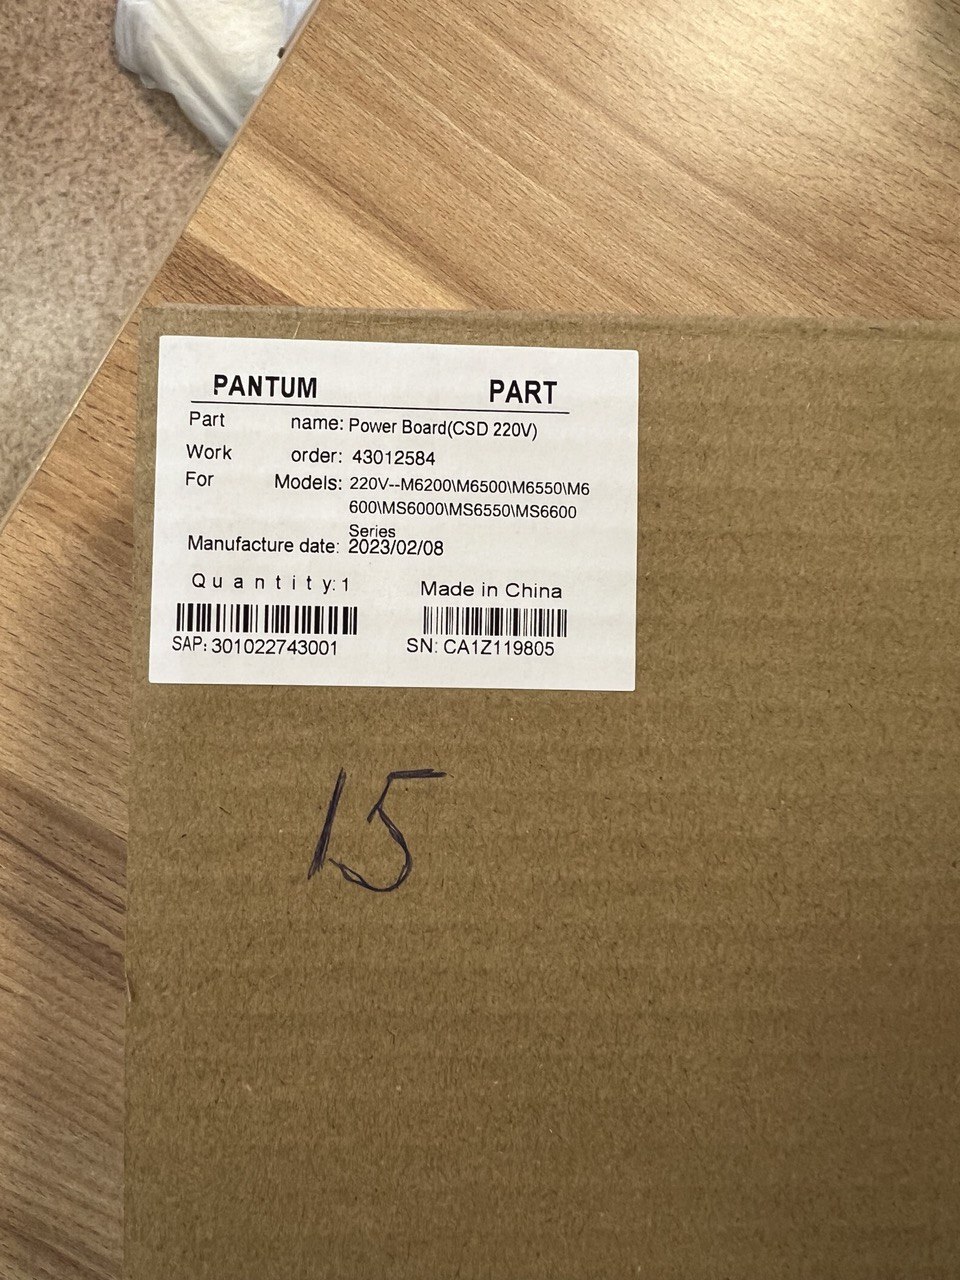 PANTUM PART
Part name: Power Board(CSD 220V)
Work order: 43012584
For Models: 220V--M6200\M6500\M6550\M6
600\MS6000\MS6550\MS6600
Series
Manufacture date: 2023/02/08
Quantity:1 Made in China
SAP: 301022743001 SN: CA1Z119805
15